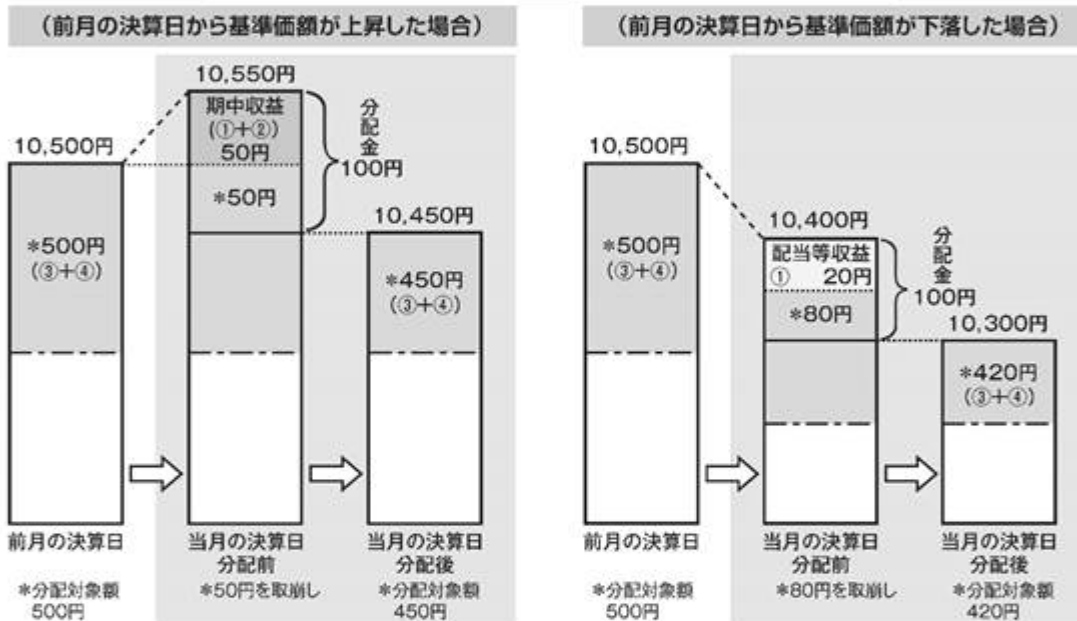 (前月の決算日から基準価額が上昇した場合)
10,550円
期中収益
(①+②)
50円
*50円
分配金
100円
10,500円
*500円
(③+④)
10,450円
*450円
(③+④)
前月の決算日
当月の決算日
分配前
当月の決算日
分配後
*分配対象額
500円
*50円を取崩し
*分配対象額
450円
(前月の決算日から基準価額が下落した場合)
10,500円
*500円
(③+④)
10,400円
配当等収益
① 20円
*80円
分配金
100円
10,300円
*420円
(③+④)
前月の決算日
当月の決算日
分配前
当月の決算日
分配後
*分配対象額
500円
*80円を取崩し
*分配対象額
420円